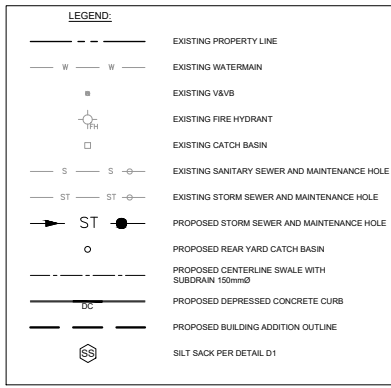 LEGEND:
EXISTING PROPERTY LINE
W W EXISTING WATERMAIN
EXISTING V&VB
FH EXISTING FIRE HYDRANT
EXISTING CATCH BASIN
S S EXISTING SANITARY SEWER AND MAINTENANCE HOLE
ST ST EXISTING STORM SEWER AND MAINTENANCE HOLE
ST PROPOSED STORM SEWER AND MAINTENANCE HOLE
PROPOSED REAR YARD CATCH BASIN
PROPOSED CENTERLINE SWALE WITH
SUBDRAIN 150mmØ
DC PROPOSED DEPRESSED CONCRETE CURB
PROPOSED BUILDING ADDITION OUTLINE
SS SILT SACK PER DETAIL D1